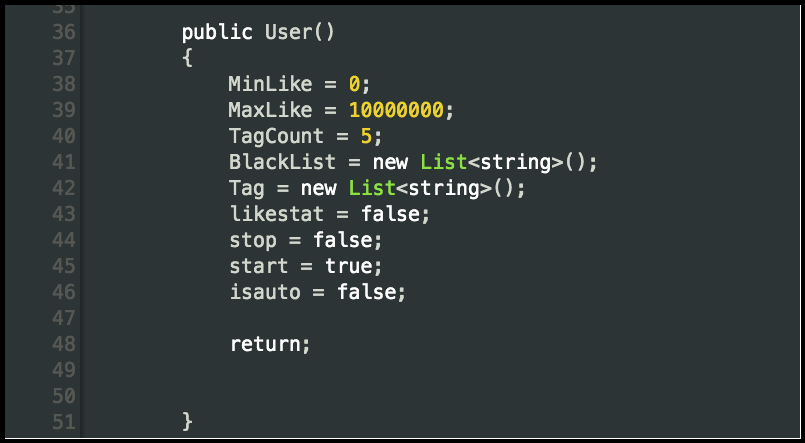 36 public User()
37 {
38 MinLike = 0;
39 MaxLike = 10000000;
40 TagCount = 5;
41 BlackList = new List<string>();
42 Tag = new List<string>();
43 likestat = false;
44 stop = false;
45 start = true;
46 isauto = false;
47
48 return;
49
50
51 }